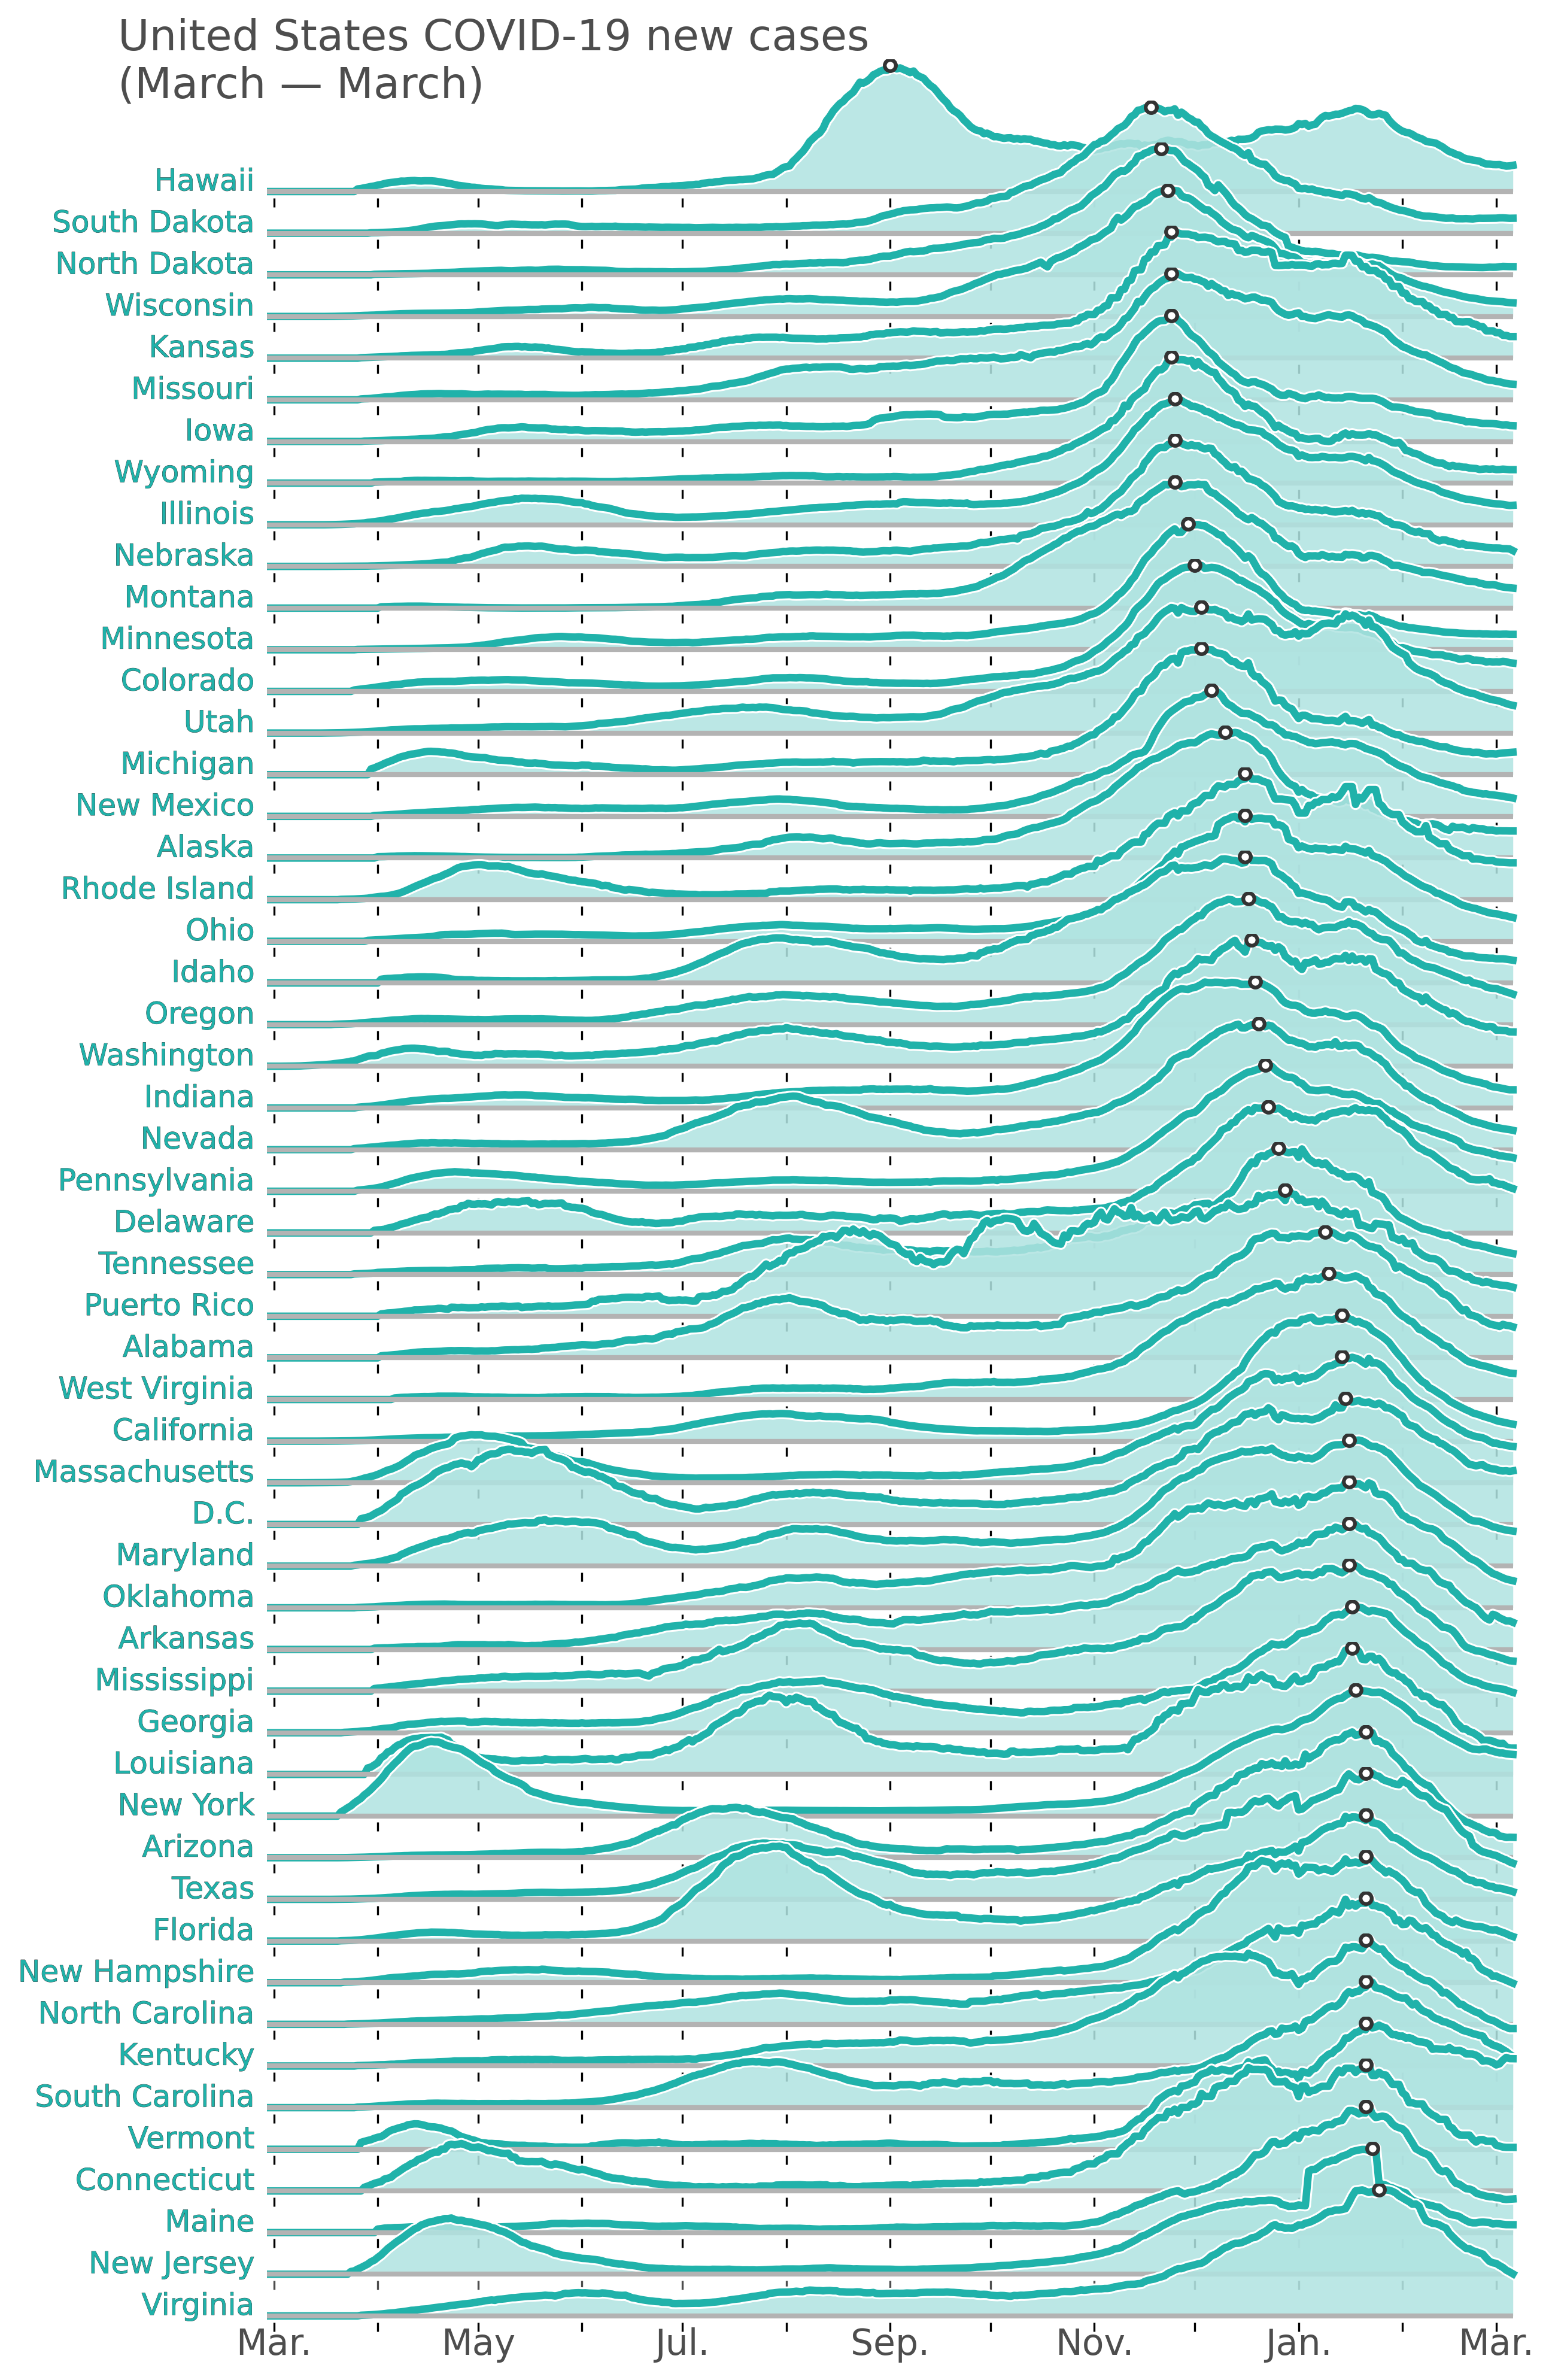 United States COVID-19 new cases
(March — March)
Hawaii
South Dakota
North Dakota
Wisconsin
Kansas
Missouri
Iowa
Wyoming
Illinois
Nebraska
Montana
Minnesota
Colorado
Utah
Michigan
New Mexico
Alaska
Rhode Island
Ohio
Idaho
Oregon
Washington
Indiana
Nevada
Pennsylvania
Delaware
Tennessee
Puerto Rico
Alabama
West Virginia
California
Massachusetts
D.C.
Maryland
Oklahoma
Arkansas
Mississippi
Georgia
Louisiana
New York
Arizona
Texas
Florida
New Hampshire
North Carolina
Kentucky
South Carolina
Vermont
Connecticut
Maine
New Jersey
Virginia
Mar. May Jul. Sep. Nov. Jan. Mar.